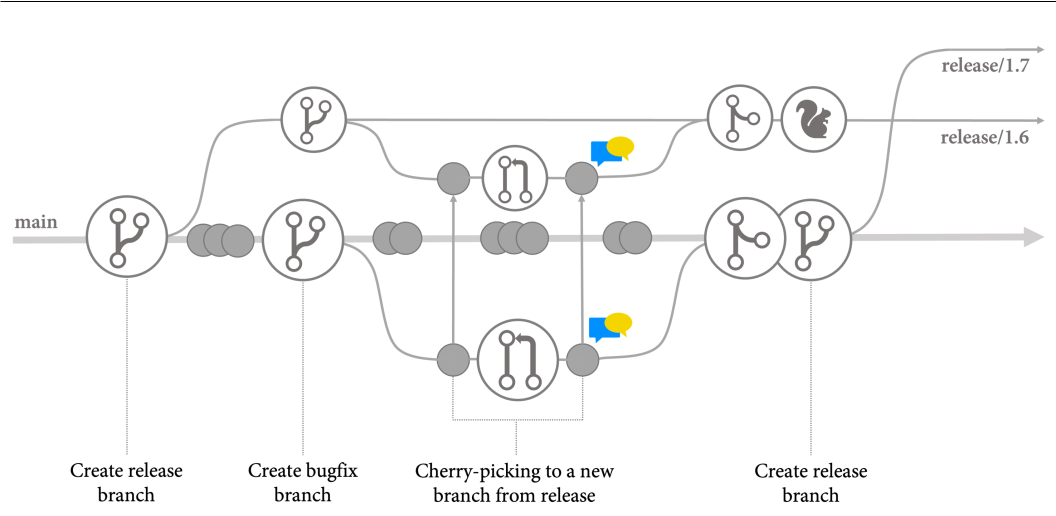 release/1.7
release/1.6
main
Create release
branch
Create bugfix
branch
Cherry-picking to a new
branch from release
Create release
branch